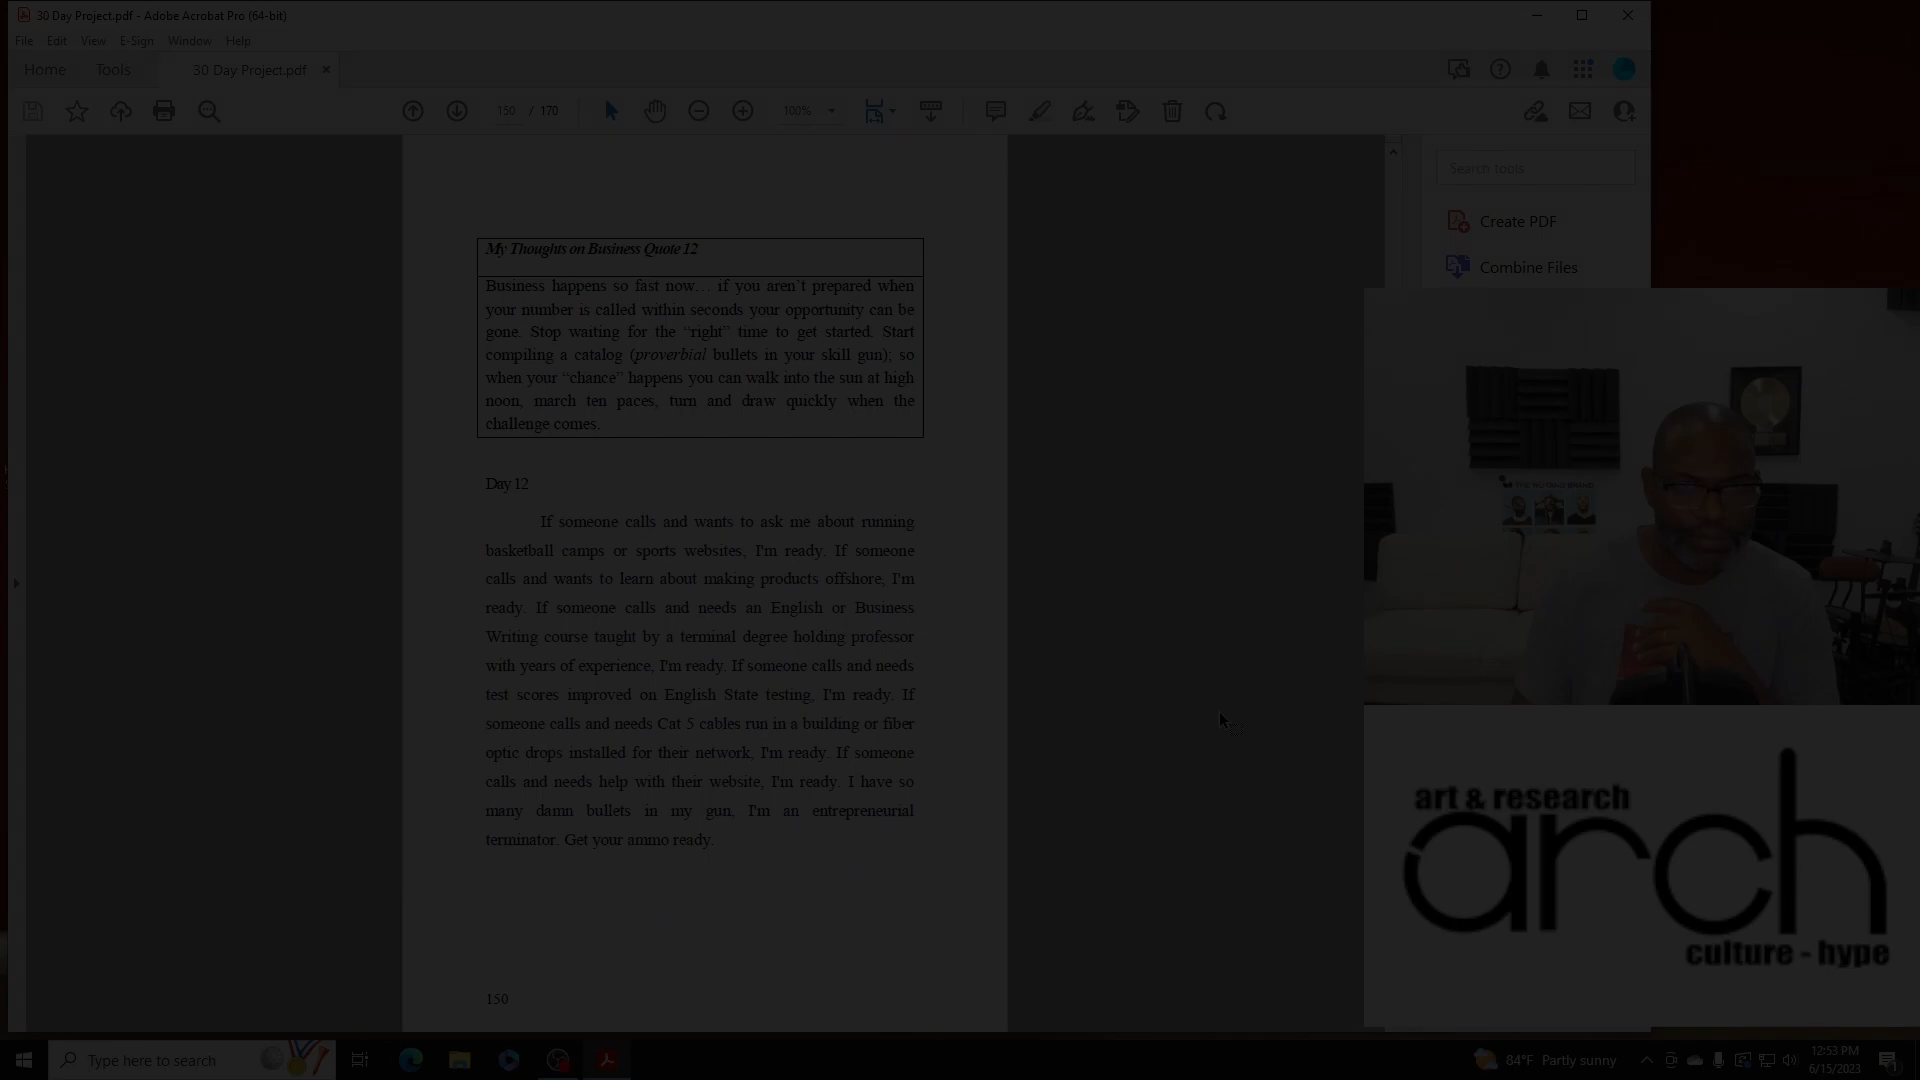 30 Day Project.pdf - Adobe Acrobat Pro (64-bit)
File Edit View E-Sign Window Help
Home Tools 30 Day Project.pdf
150 / 170 100%
Search tools
Create PDF
Combine Files
My Thoughts on Business Quote 12
Business happens so fast now… if you aren`t prepared when
your number is called within seconds your opportunity can be
gone. Stop waiting for the “right” time to get started. Start
compiling a catalog (proverbial bullets in your skill gun); so
when your “chance” happens you can walk into the sun at high
noon, march ten paces, turn and draw quickly when the
challenge comes.
Day 12
If someone calls and wants to ask me about running
basketball camps or sports websites, I'm ready. If someone
calls and wants to learn about making products offshore, I'm
ready. If someone calls and needs an English or Business
Writing course taught by a terminal degree holding professor
with years of experience, I'm ready. If someone calls and needs
test scores improved on English State testing, I'm ready. If
someone calls and needs Cat 5 cables run in a building or fiber
optic drops installed for their network, I'm ready. If someone
calls and needs help with their website, I'm ready. I have so
many damn bullets in my gun, I'm an entrepreneurial
terminator. Get your ammo ready.
150
art & research
arch
culture - hype
Type here to search
84°F Partly sunny
12:53 PM
6/15/2023